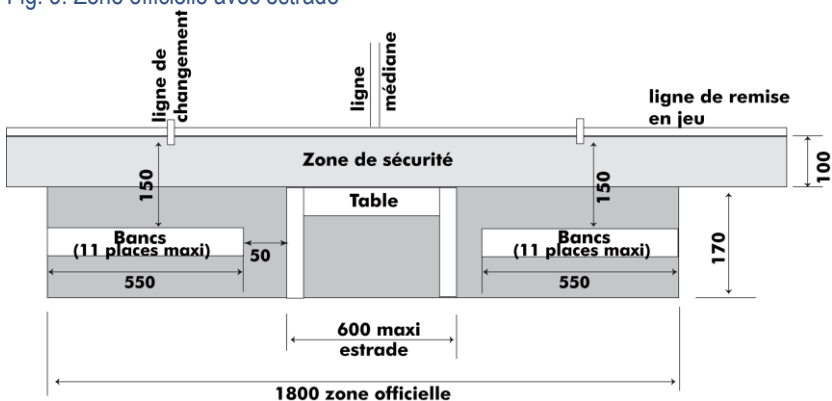 Fig. 9. Zone officielle avec estrade
ligne de
changement
ligne
médiane
ligne de remise
en jeu
Zone de sécurité
100
150
150
Table
Bancs
(11 places maxi)
50
Bancs
(11 places maxi)
170
550
550
600 maxi
estrade
1800 zone officielle